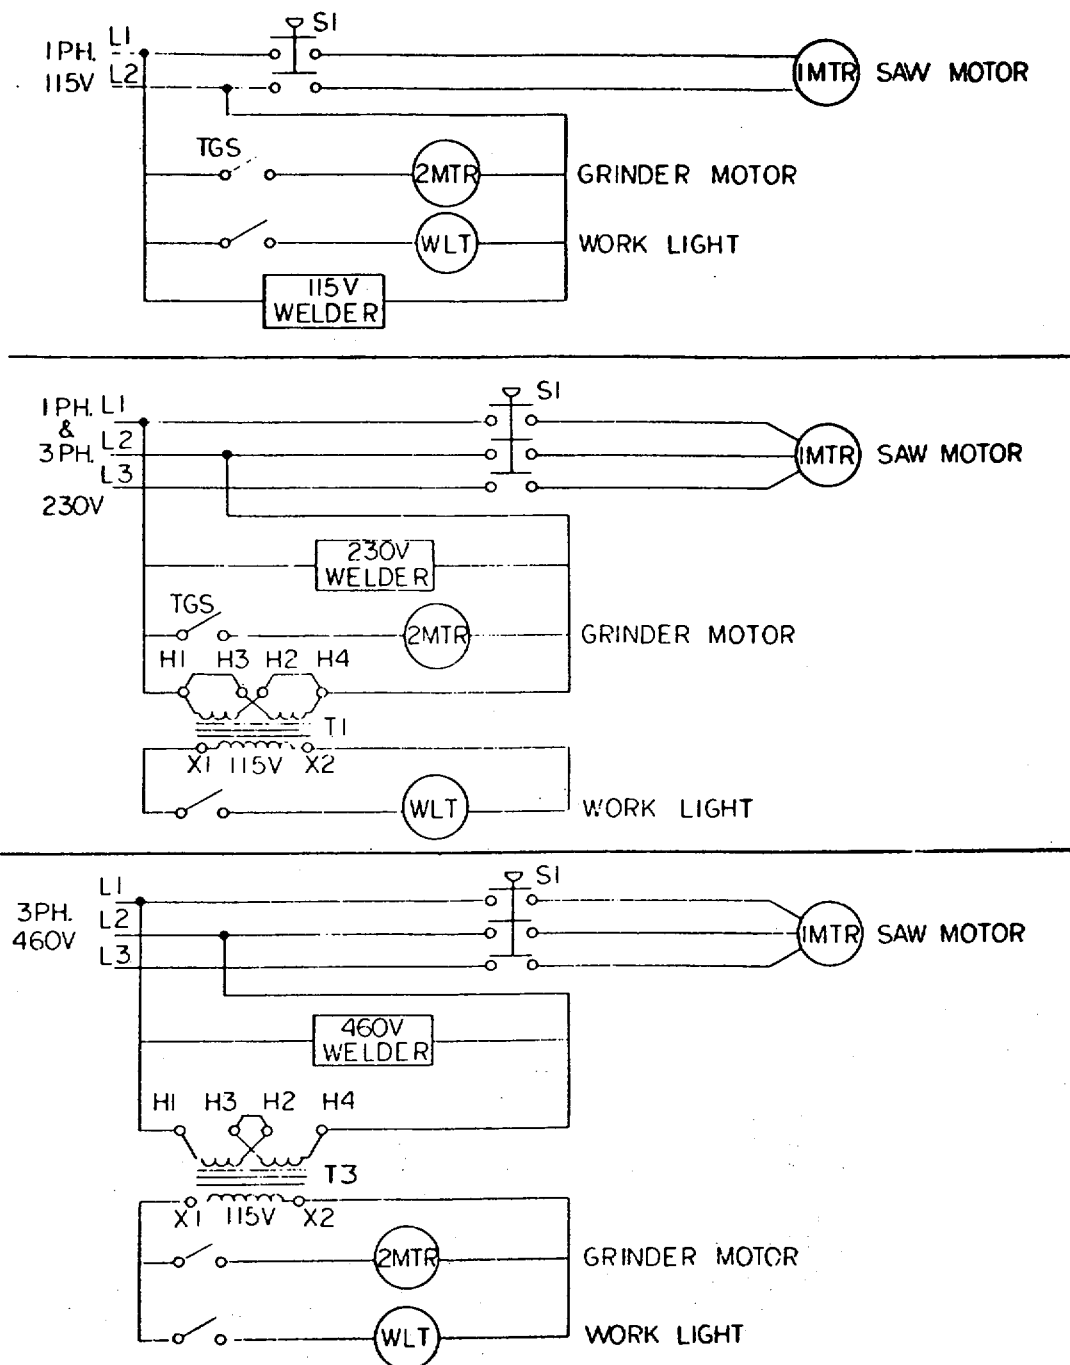 L1 S1
1PH. 1MTR SAW MOTOR
115V L2
TGS
2MTR GRINDER MOTOR
WLT WORK LIGHT
115V
WELDER
S1
1PH. L1
&
L2
3PH. 1MTR SAW MOTOR
L3
230V
230V
WELDER
TGS
2MTR GRINDER MOTOR
H1 H3 H2 H4
T1
X1 115V X2
WLT WORK LIGHT
L1 S1
3PH.
L2
460V 1MTR SAW MOTOR
L3
460V
WELDER
H1 H3 H2 H4
T3
X1 115V X2
2MTR GRINDER MOTOR
WLT WORK LIGHT